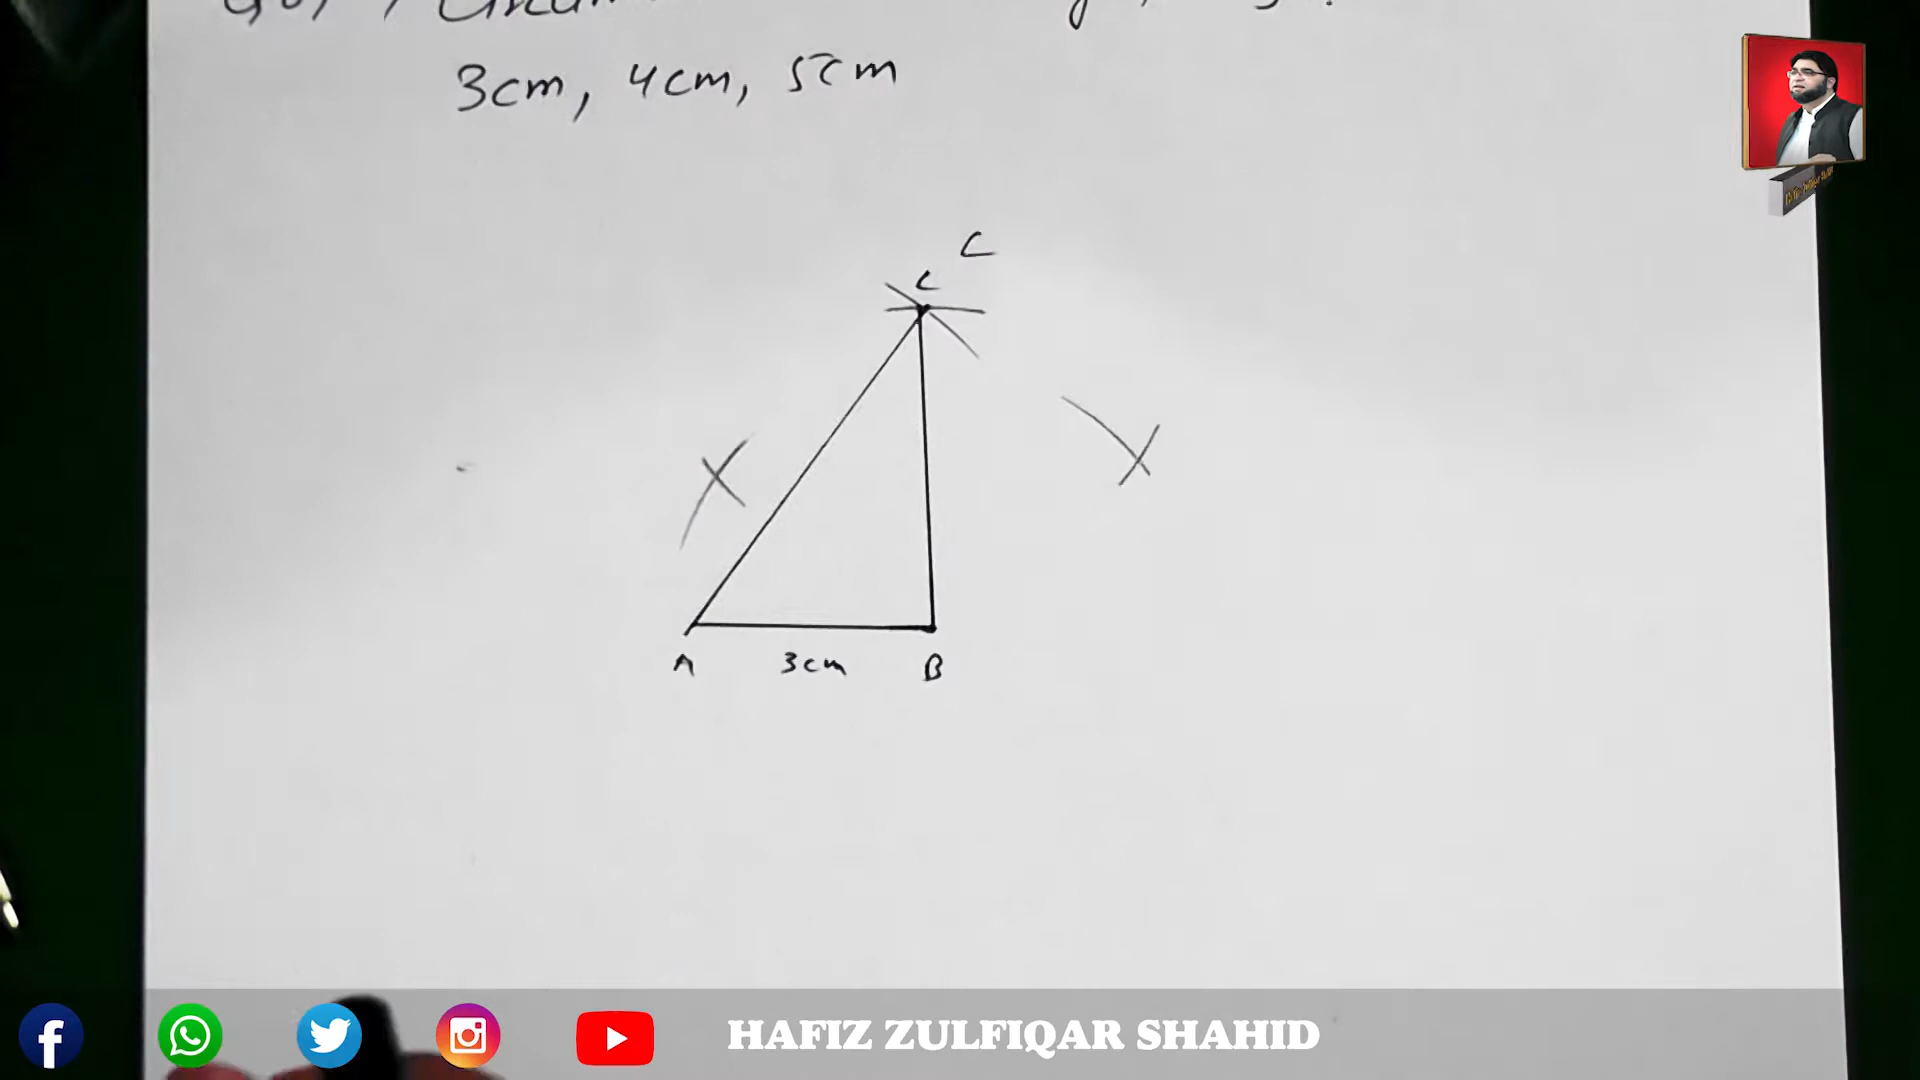 3cm, 4cm, 5cm
C
C
A 3cm B
HAFIZ ZULFIQAR SHAHID